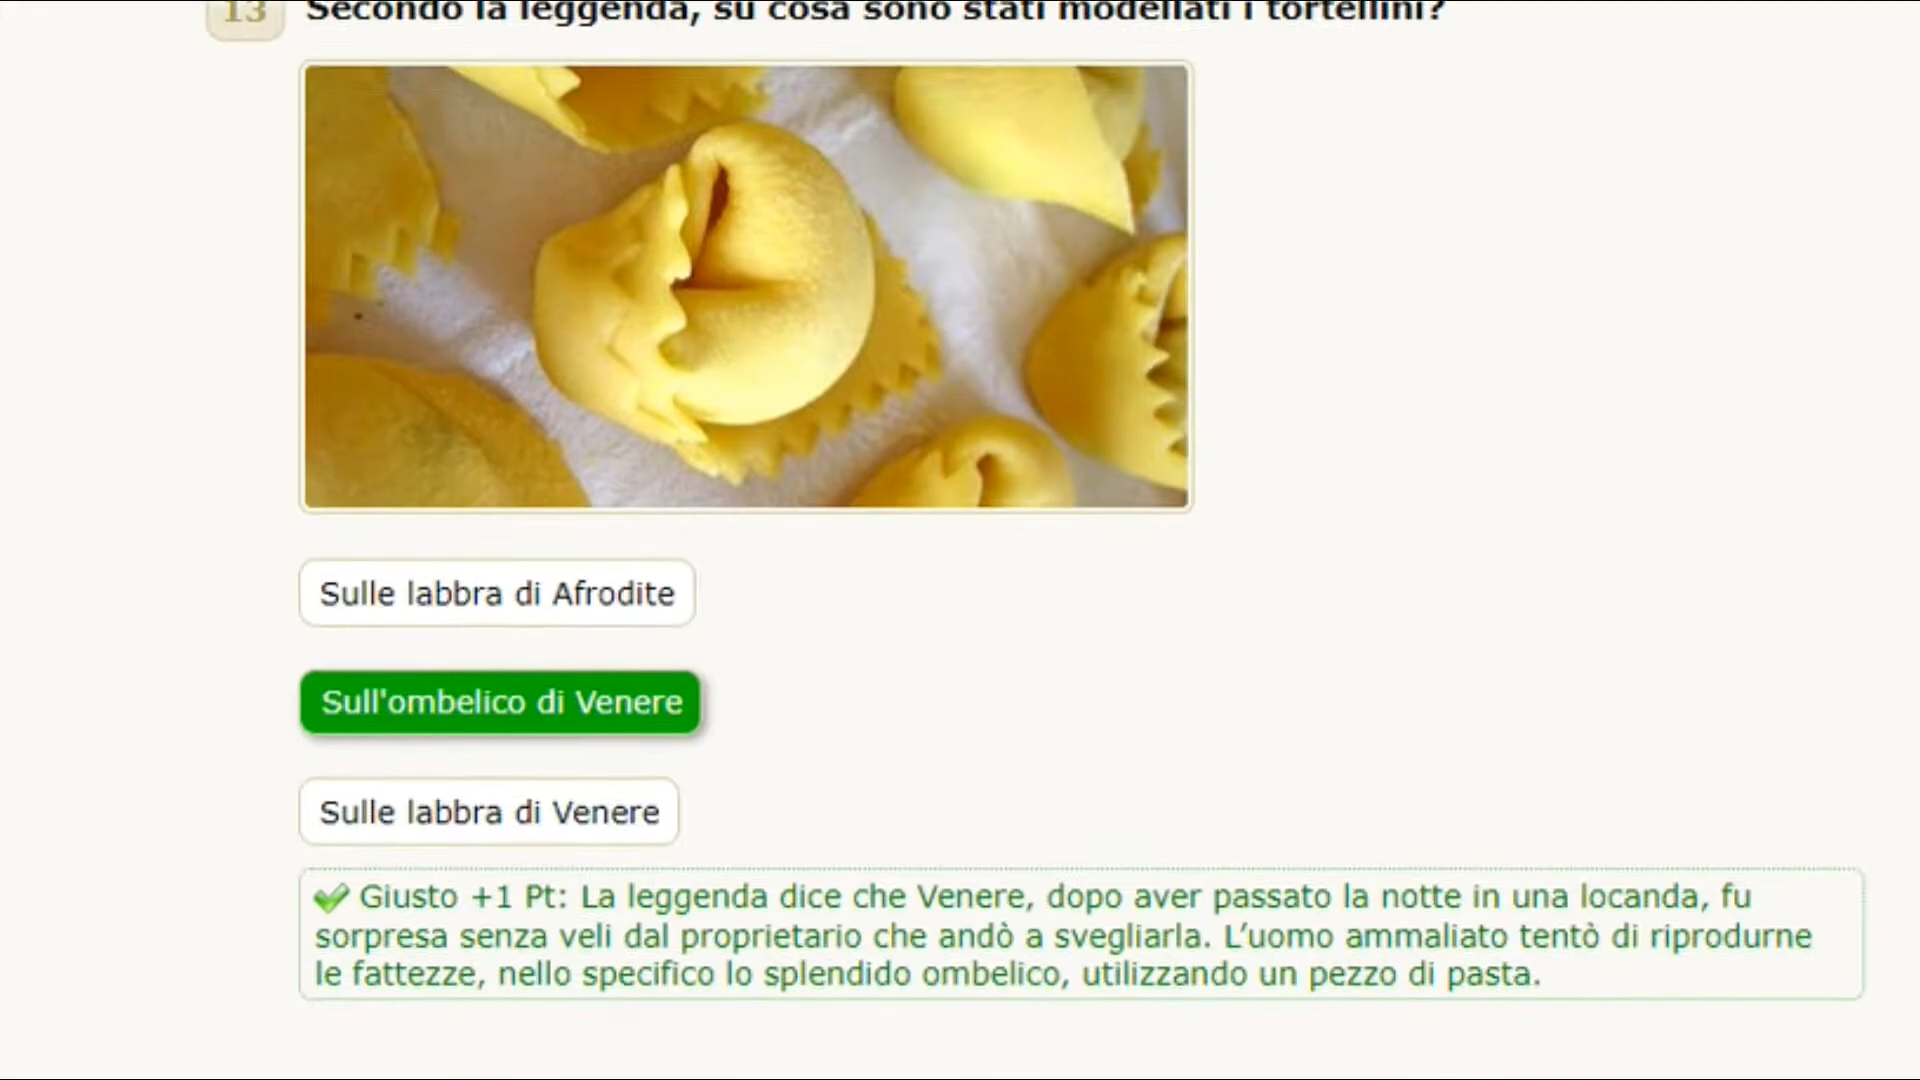 13
Secondo la leggenda, su cosa sono stati modellati i tortellini?
Sulle labbra di Afrodite
Sull'ombelico di Venere
Sulle labbra di Venere
Giusto +1 Pt: La leggenda dice che Venere, dopo aver passato la notte in una locanda, fu
sorpresa senza veli dal proprietario che andò a svegliarla. L’uomo ammaliato tentò di riprodurne
le fattezze, nello specifico lo splendido ombelico, utilizzando un pezzo di pasta.